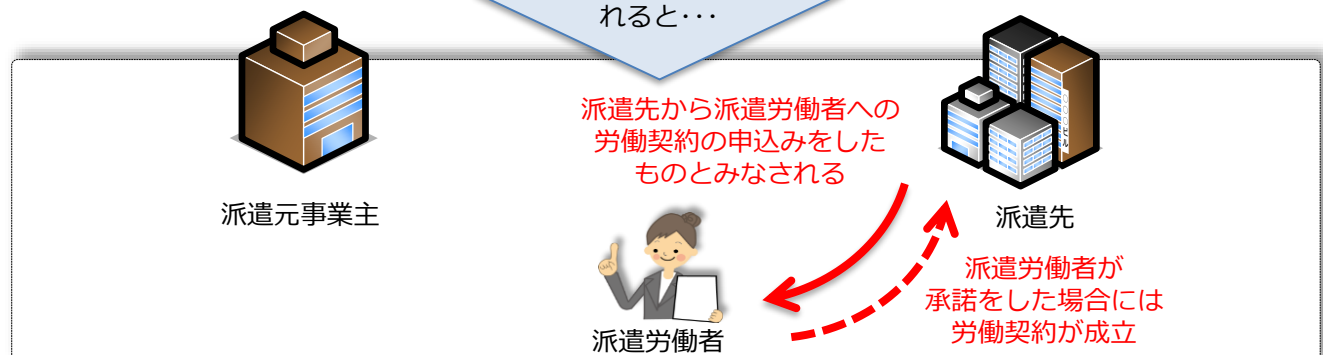 れると･･･
派遣先から派遣労働者への
労働契約の申込みをした
ものとみなされる
派遣元事業主
派遣先
派遣労働者が
承諾をした場合には
労働契約が成立
派遣労働者